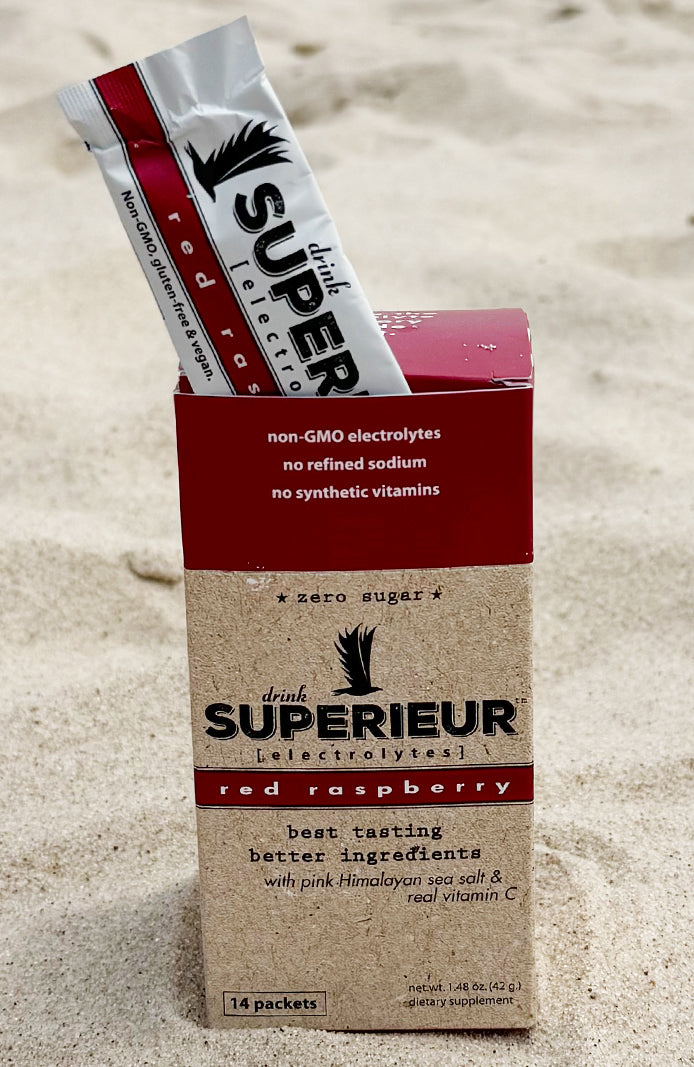 drink
SUPER
[electro
red ras
Non-GMO, gluten-free & vegan.
non-GMO electrolytes
no refined sodium
no synthetic vitamins
★ zero sugar ★
drink
SUPERIEUR™
[electrolytes]
red raspberry
best tasting
better ingredients
with pink Himalayan sea salt &
real vitamin C
14 packets
net.wt. 1.48 oz. (42 g.)
dietary supplement